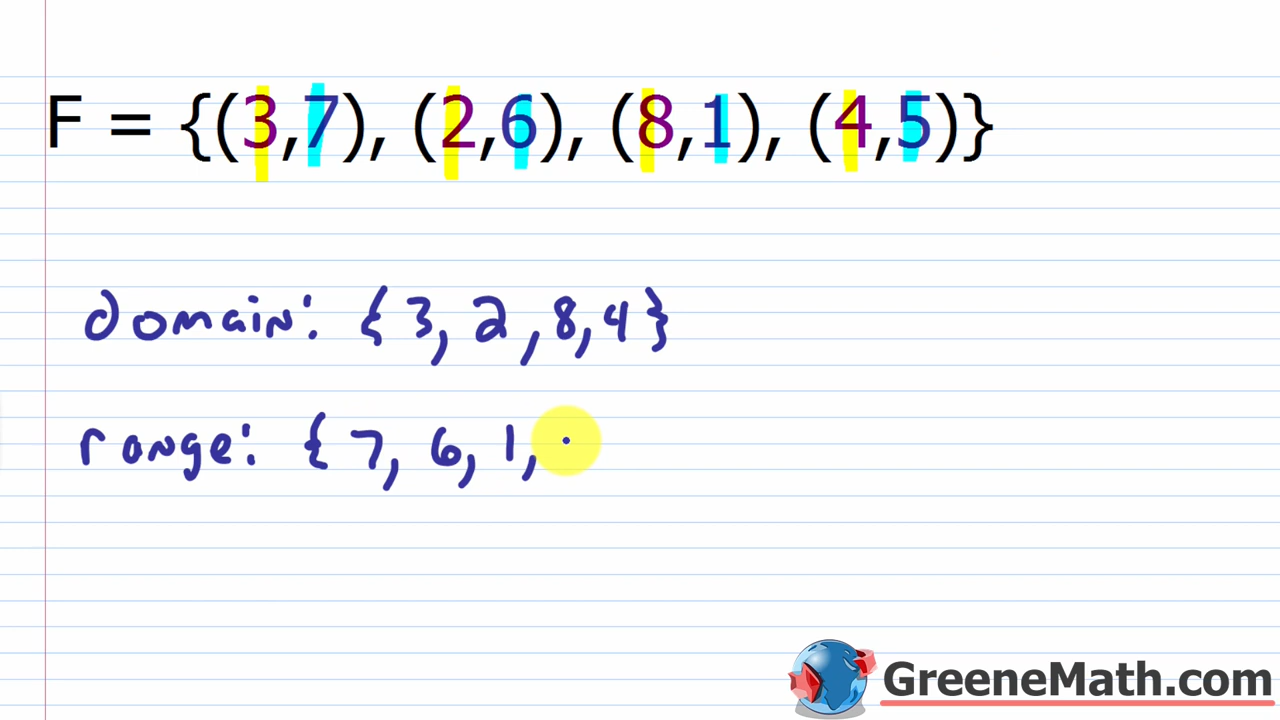 F = {(3,7), (2,6), (8,1), (4,5)}
domain: {3, 2, 8, 4}
range: {7, 6, 1,
GreeneMath.com